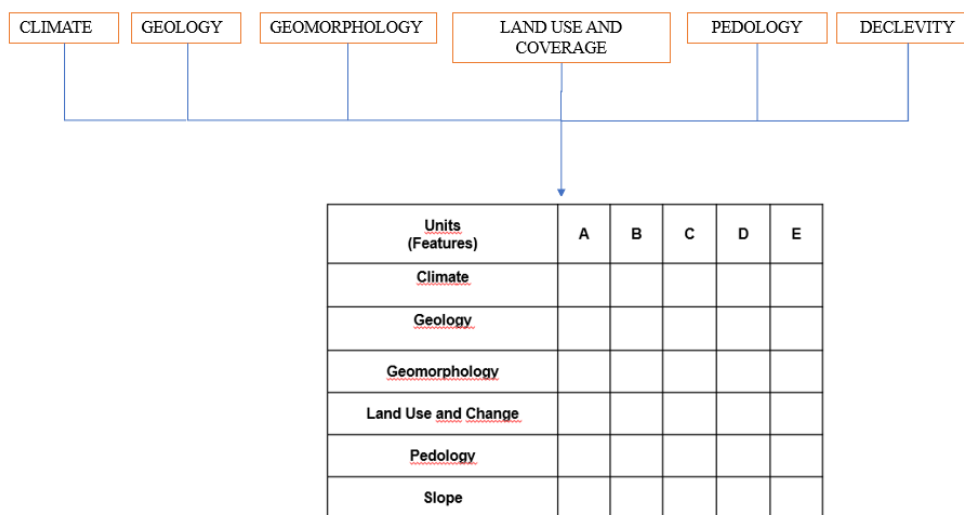 CLIMATE GEOLOGY GEOMORPHOLOGY LAND USE AND PEDOLOGY DECLEVITY
COVERAGE
Units
(Features) A B C D E
Climate
Geology
Geomorphology
Land Use and Change
Pedology
Slope